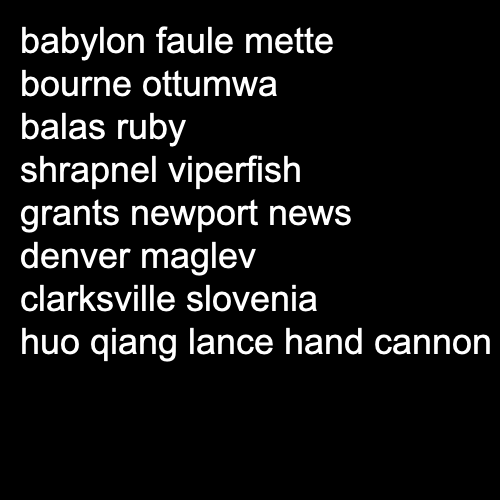 babylon faule mette
bourne ottumwa
balas ruby
shrapnel viperfish
grants newport news
denver maglev
clarksville slovenia
huo qiang lance hand cannon